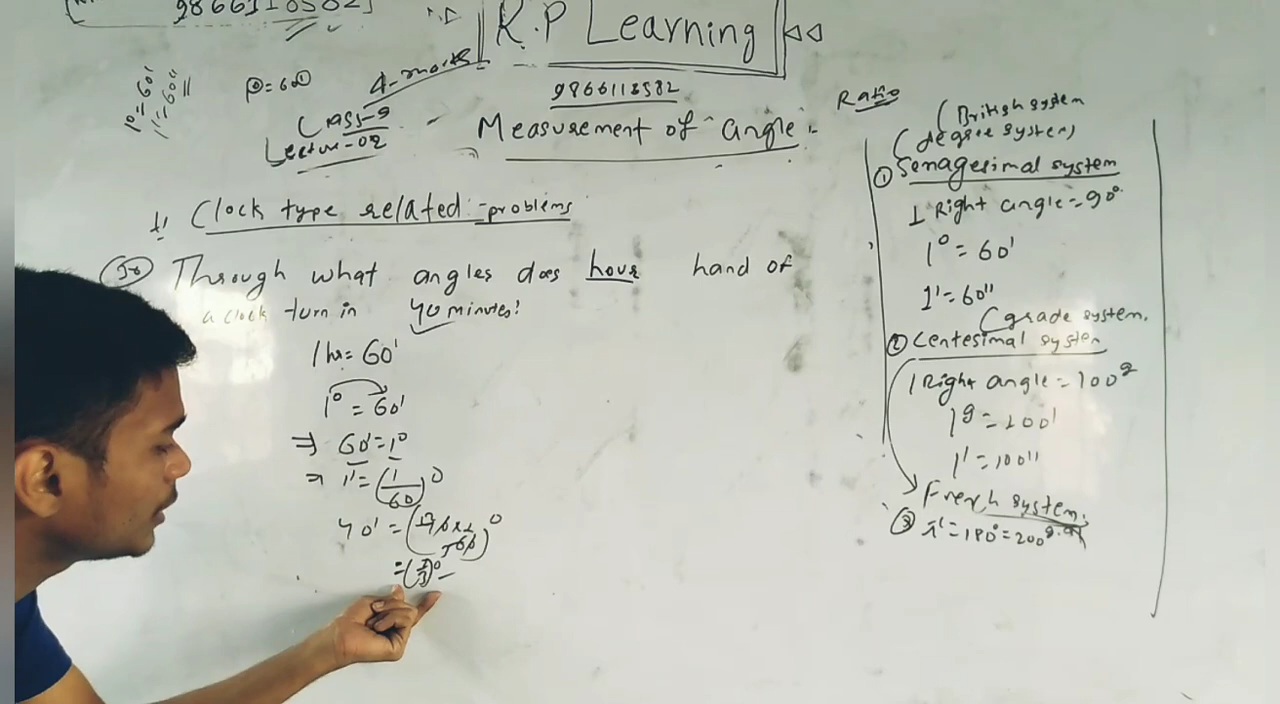 9866118582]
R.P Learning
9866118582
1°=60'
1'=60"
4-marks
Class-9
Lecture-02
Measurement of angle:
1) Clock type related problems
Through what angles does hour hand of
a clock turn in 40 minutes?
1hr = 60'
1° = 60'
⇒ 60' = 1°
⇒ 1' = (1/60)°
40' =
= (2/3)°
Ratio
(British system
(degree system)
① Senagesimal system
1 Right angle = 90°
1° = 60'
1' = 60"
(grade system.
② Centesimal system
1 Right angle = 100g
1g = 100'
1' = 100"
French system.
③ = 180° = 200g